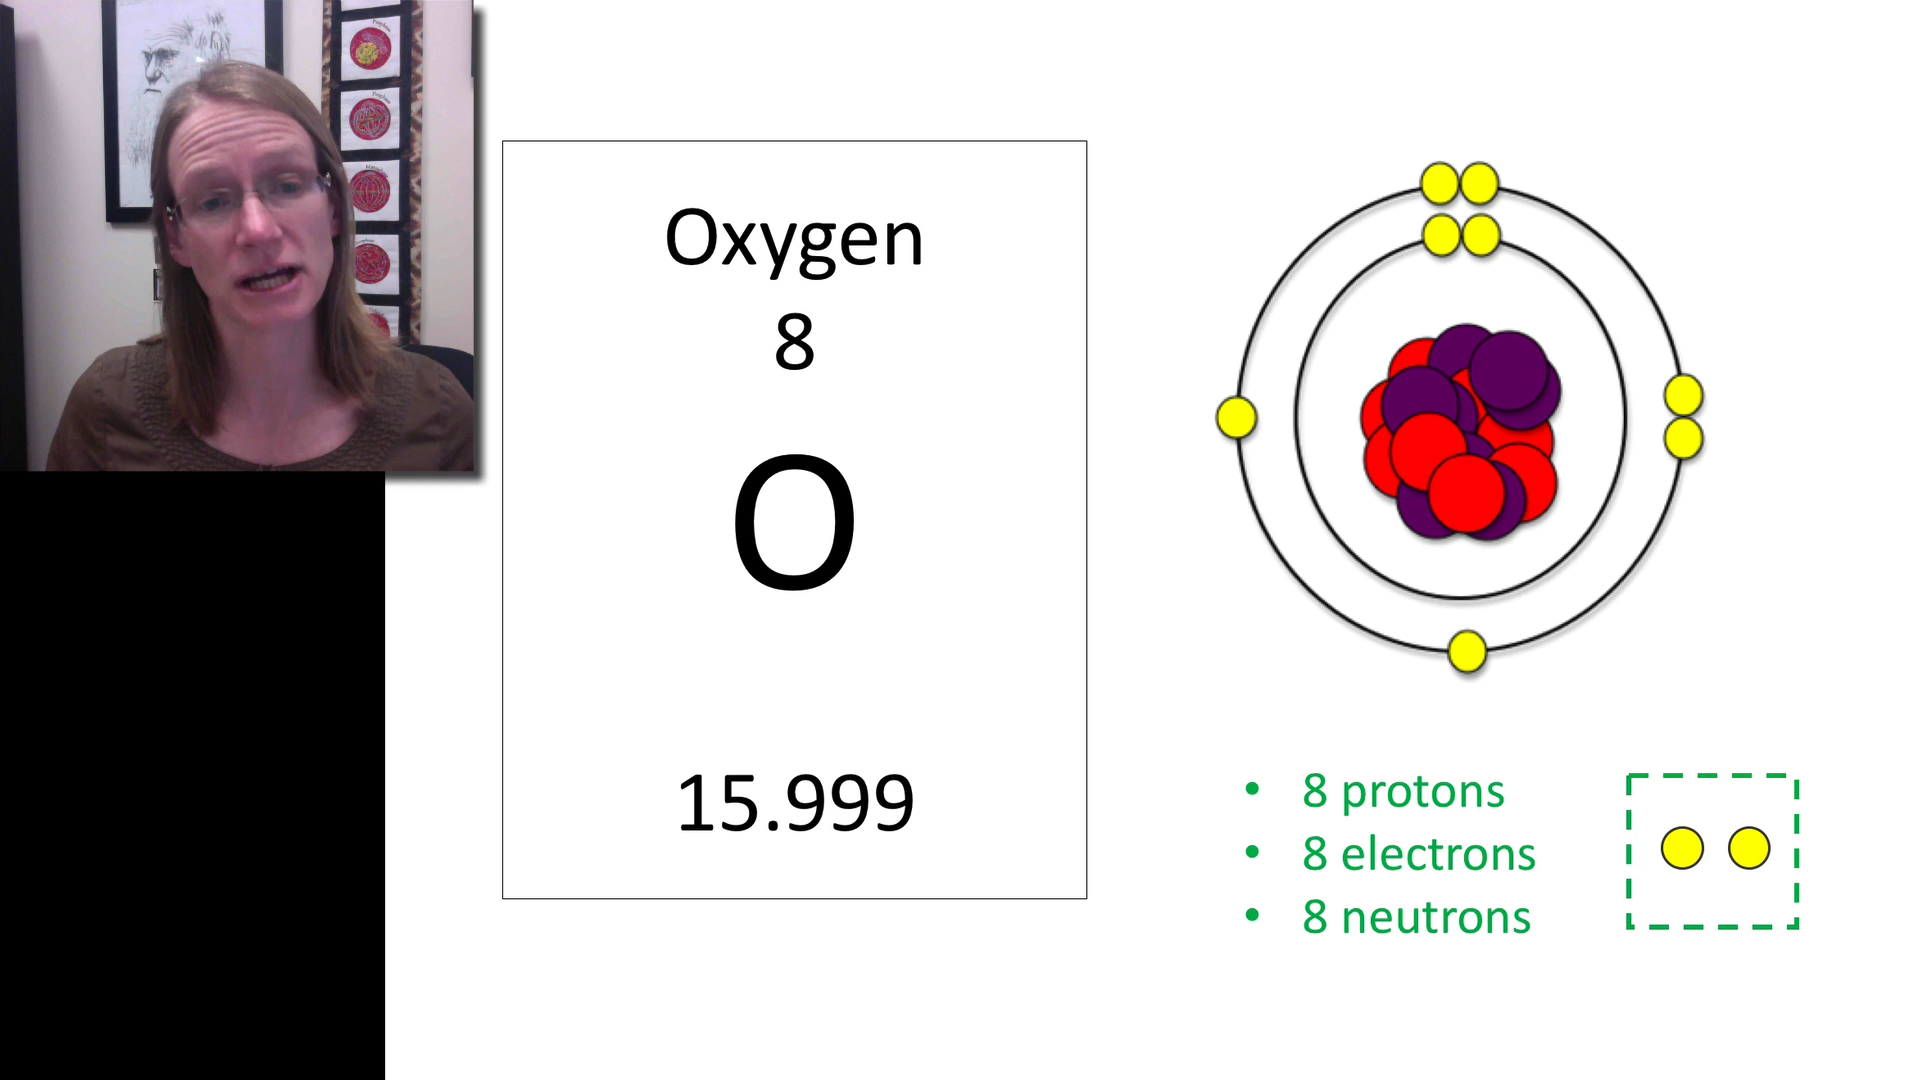 Oxygen
8
O
15.999
• 8 protons
• 8 electrons
• 8 neutrons